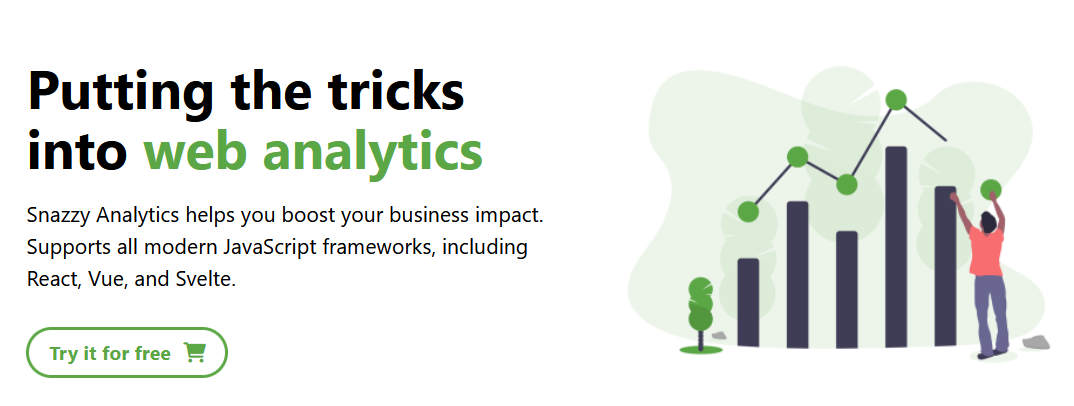 Putting the tricks
into web analytics
Snazzy Analytics helps you boost your business impact.
Supports all modern JavaScript frameworks, including
React, Vue, and Svelte.
Try it for free